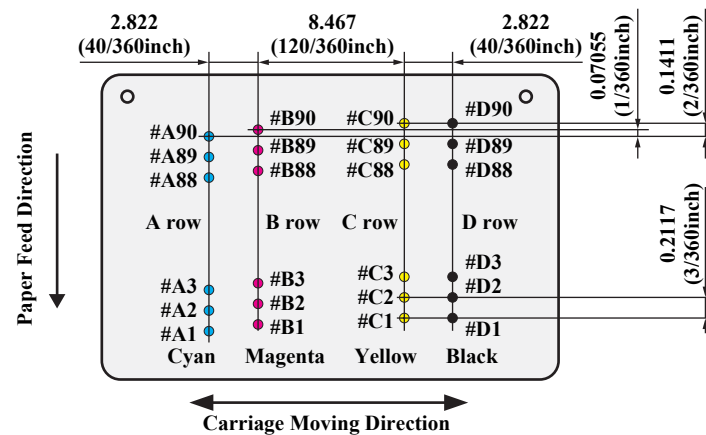 2.822
(40/360inch)
8.467
(120/360inch)
2.822
(40/360inch)
0.07055
(1/360inch)
0.1411
(2/360inch)
#A90
#A89
#A88
#B90
#B89
#B88
#C90
#C89
#C88
#D90
#D89
#D88
Paper Feed Direction
A row
B row
C row
D row
0.2117
(3/360inch)
#A3
#A2
#A1
#B3
#B2
#B1
#C3
#C2
#C1
#D3
#D2
#D1
Cyan
Magenta
Yellow
Black
Carriage Moving Direction